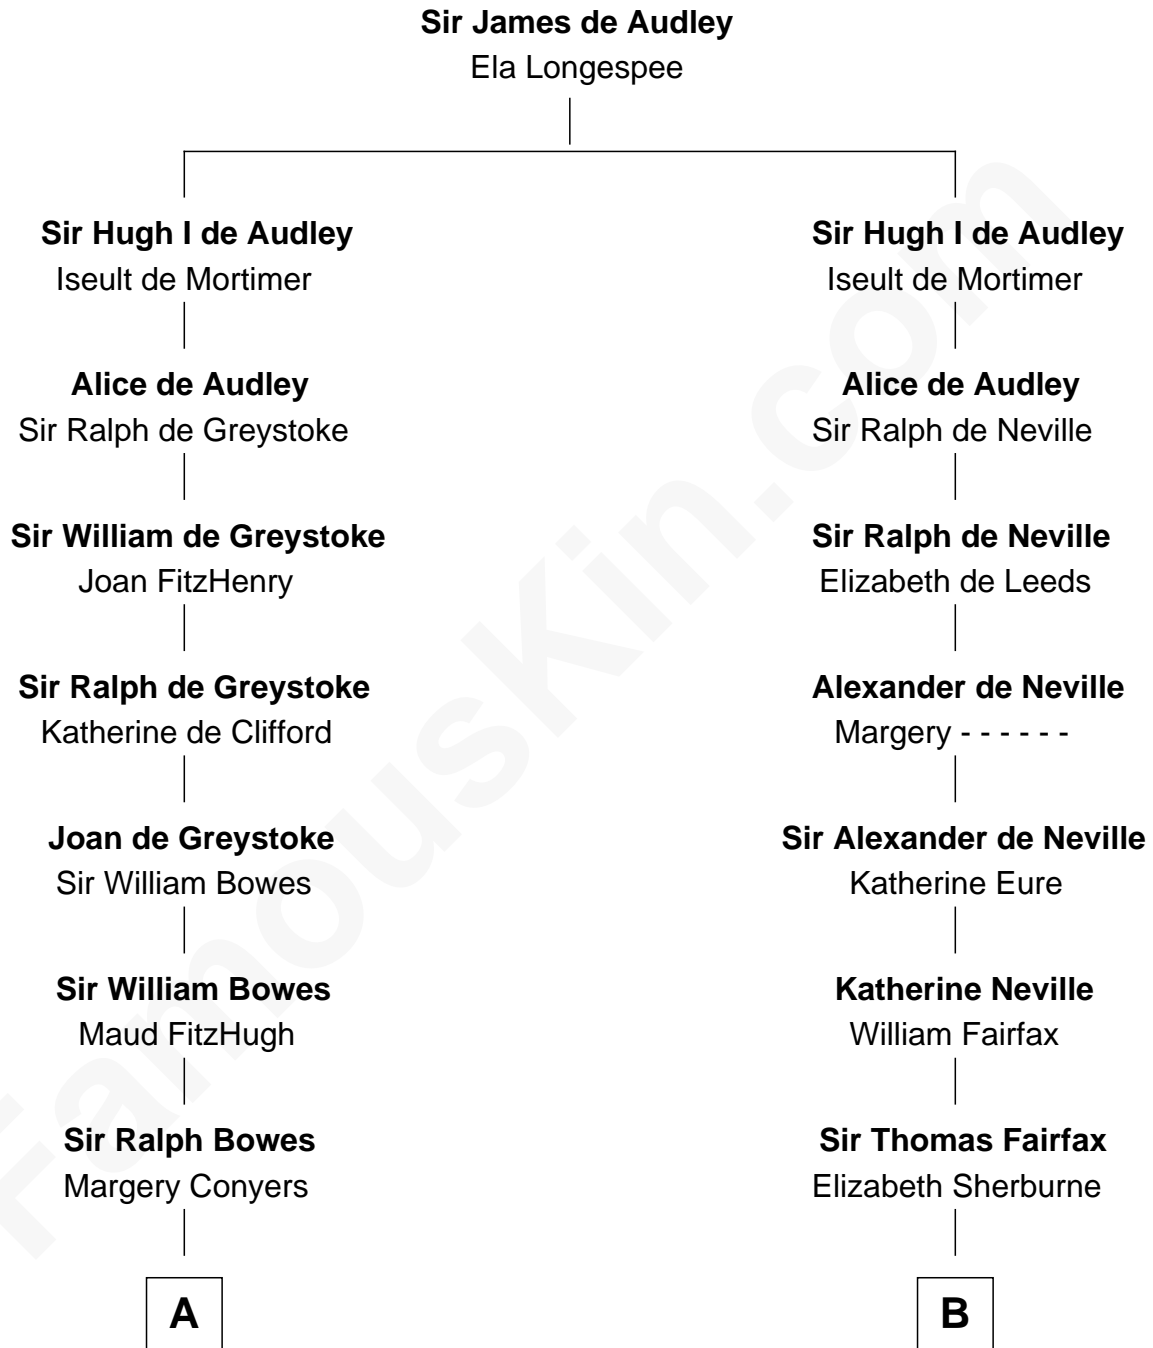 Sir James de Audley
Ela Longespee
Sir Hugh I de Audley
Iseult de Mortimer
Alice de Audley
Sir Ralph de Greystoke
Sir William de Greystoke
Joan FitzHenry
Sir Ralph de Greystoke
Katherine de Clifford
Joan de Greystoke
Sir William Bowes
Sir William Bowes
Maud FitzHugh
Sir Ralph Bowes
Margery Conyers
A
Sir Hugh I de Audley
Iseult de Mortimer
Alice de Audley
Sir Ralph de Neville
Sir Ralph de Neville
Elizabeth de Leeds
Alexander de Neville
Margery - - - - - -
Sir Alexander de Neville
Katherine Eure
Katherine Neville
William Fairfax
Sir Thomas Fairfax
Elizabeth Sherburne
B
FamousKin.com